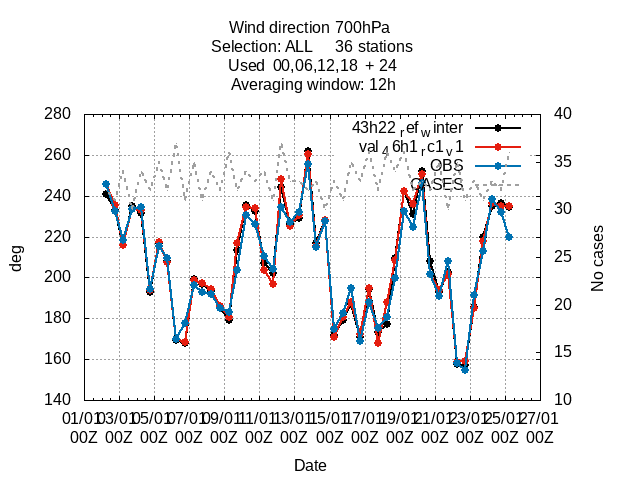 Wind direction 700hPa
Selection: ALL 36 stations
Used 00,06,12,18 + 24
Averaging window: 12h
280
260
240
220
200
180
160
140
deg
40
35
30
25
20
15
10
No cases
43h22_ref_winter
val_46h1_rc1_v1
OBS
CASES
01/01 03/01 05/01 07/01 09/01 11/01 13/01 15/01 17/01 19/01 21/01 23/01 25/01 27/01
00Z 00Z 00Z 00Z 00Z 00Z 00Z 00Z 00Z 00Z 00Z 00Z 00Z 00Z
Date